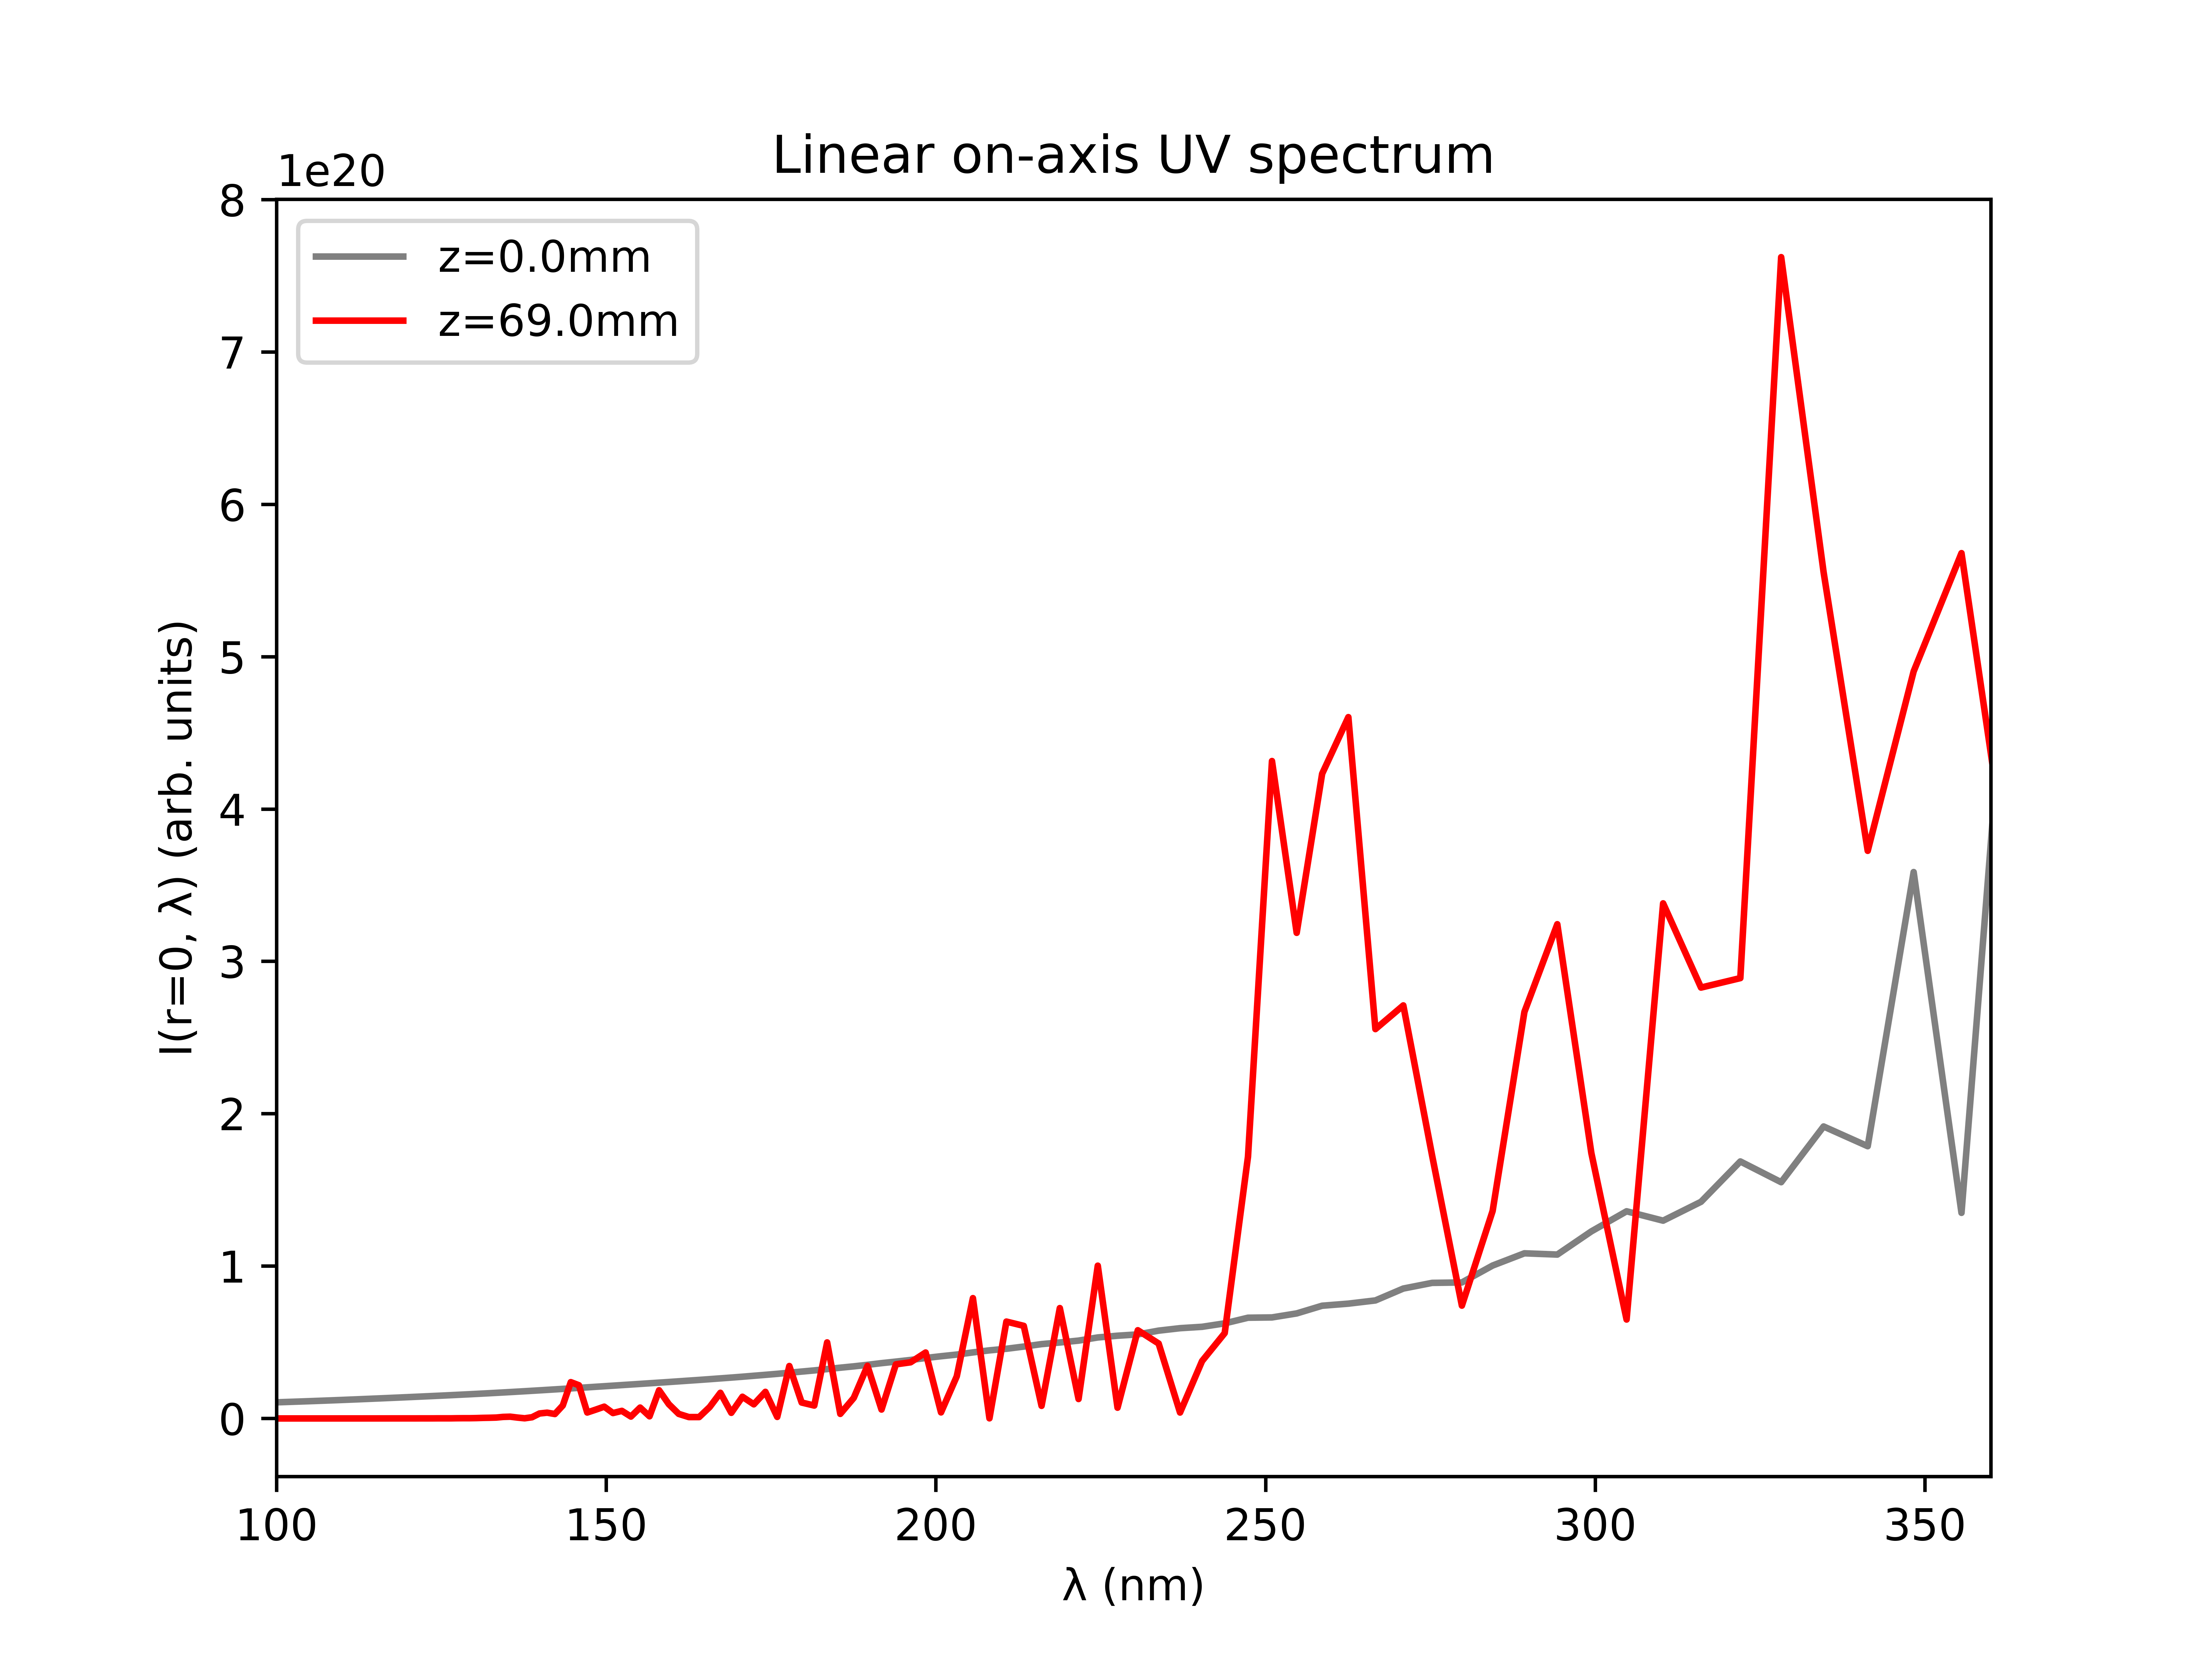 Linear on-axis UV spectrum
1e20
z=0.0mm
z=69.0mm
8
7
6
5
4
3
2
1
0
I(r=0, λ) (arb. units)
100 150 200 250 300 350
λ (nm)